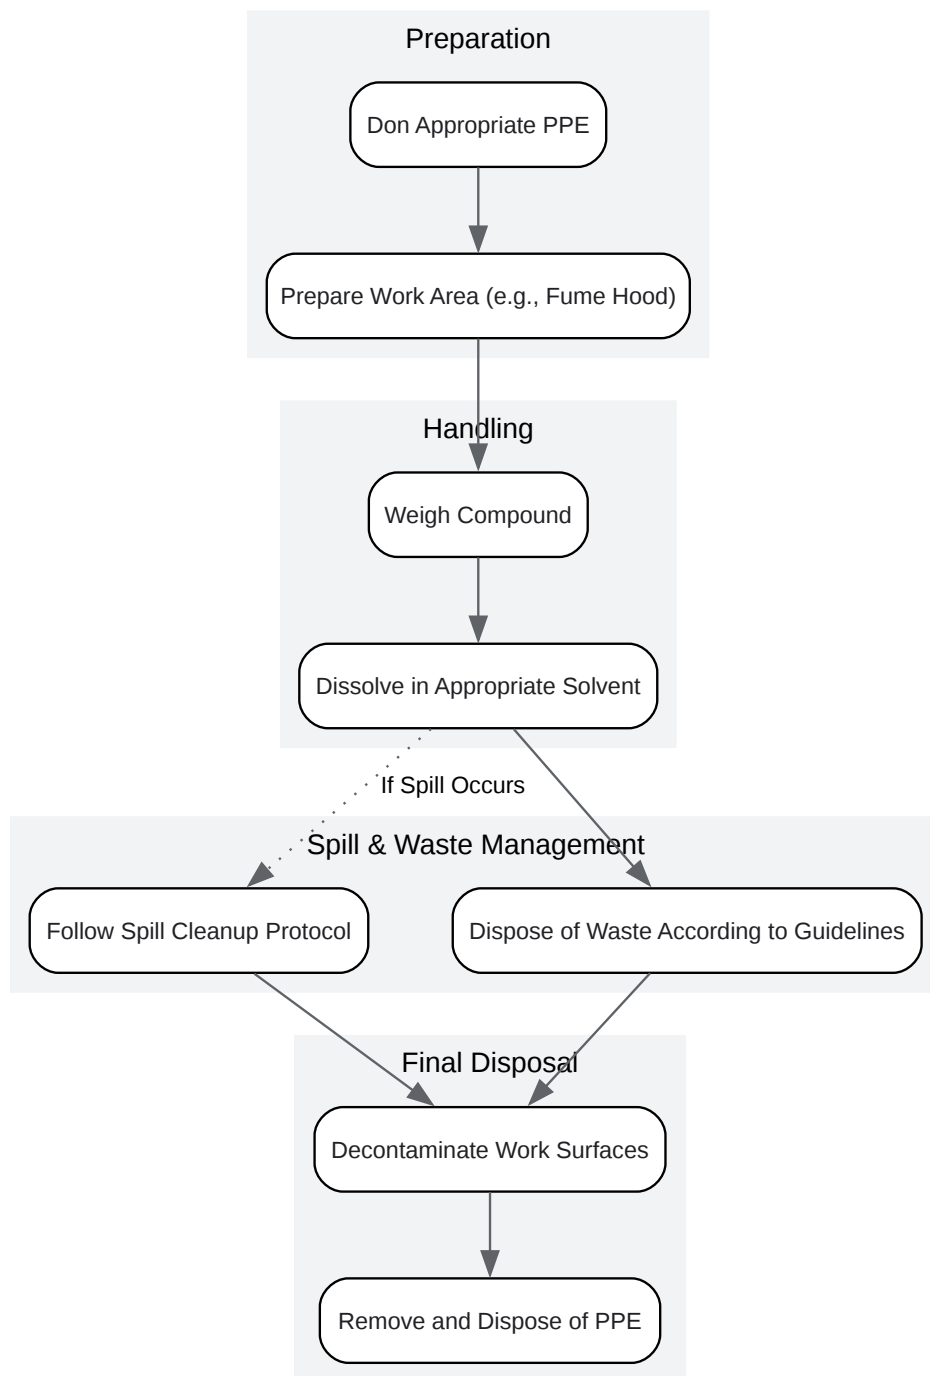 Preparation
Don Appropriate PPE
Prepare Work Area (e.g., Fume Hood)
Handling
Weigh Compound
Dissolve in Appropriate Solvent
If Spill Occurs
Spill & Waste Management
Follow Spill Cleanup Protocol
Dispose of Waste According to Guidelines
Final Disposal
Decontaminate Work Surfaces
Remove and Dispose of PPE